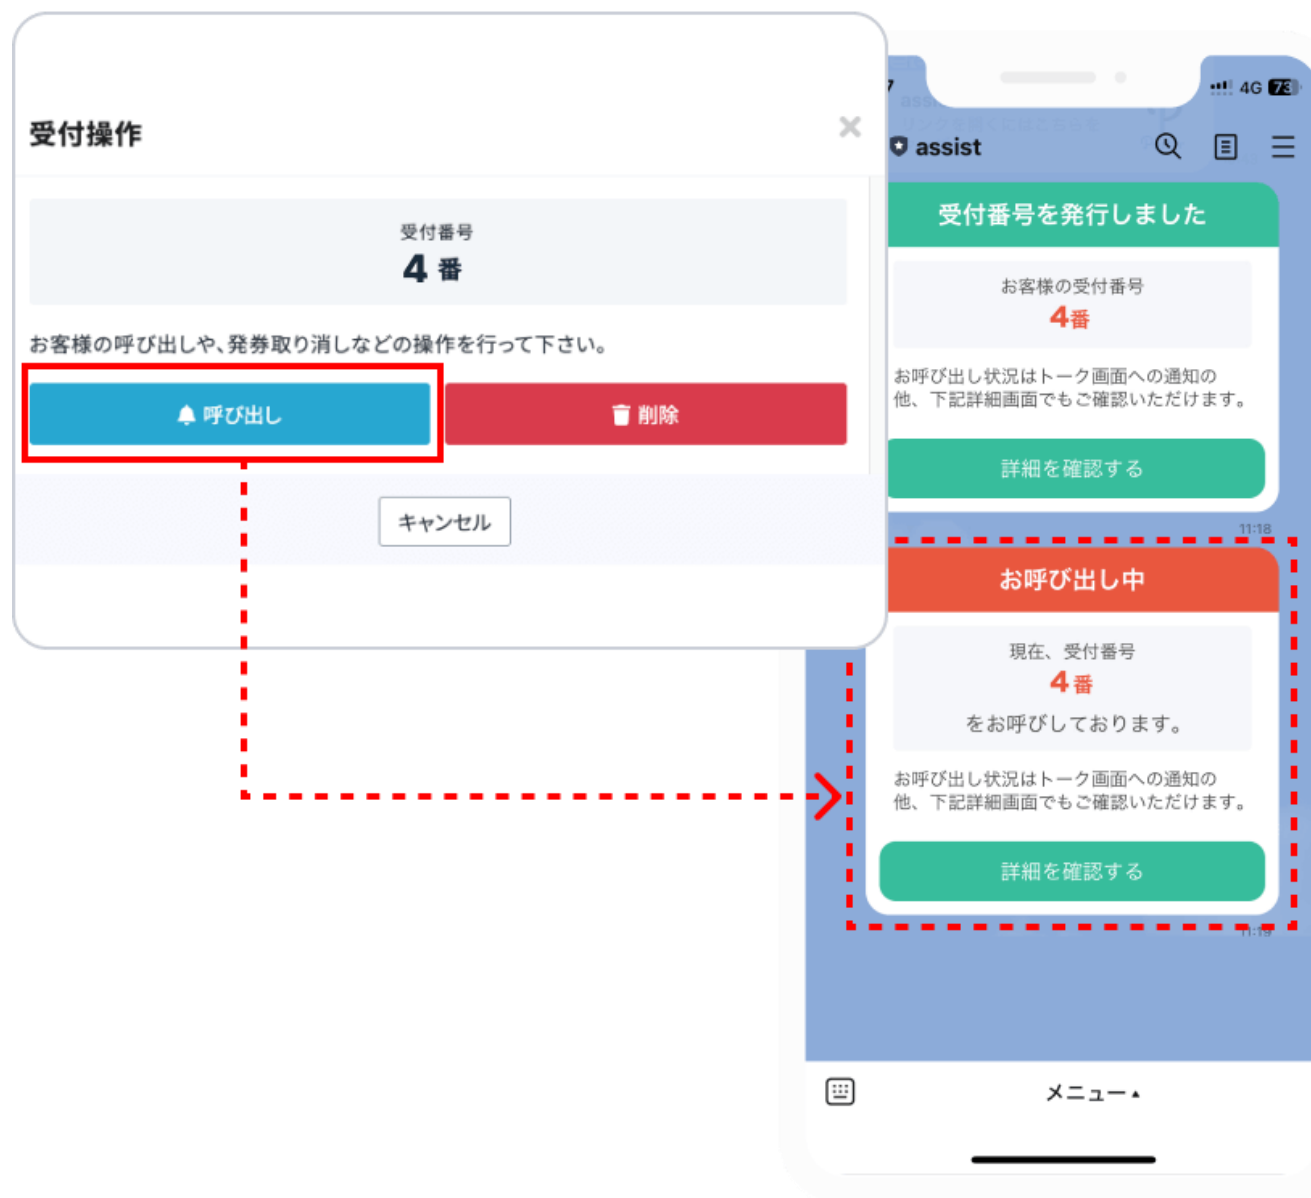 受付操作
×
受付番号
4 番
お客様の呼び出しや、発券取り消しなどの操作を行って下さい。
呼び出し
削除
キャンセル
4G 73
assist
受付番号を発行しました
お客様の受付番号
4番
お呼び出し状況はトーク画面への通知の
他、下記詳細画面でもご確認いただけます。
詳細を確認する
11:18
お呼び出し中
現在、受付番号
4番
をお呼びしております。
お呼び出し状況はトーク画面への通知の
他、下記詳細画面でもご確認いただけます。
詳細を確認する
11:19
メニュー▲